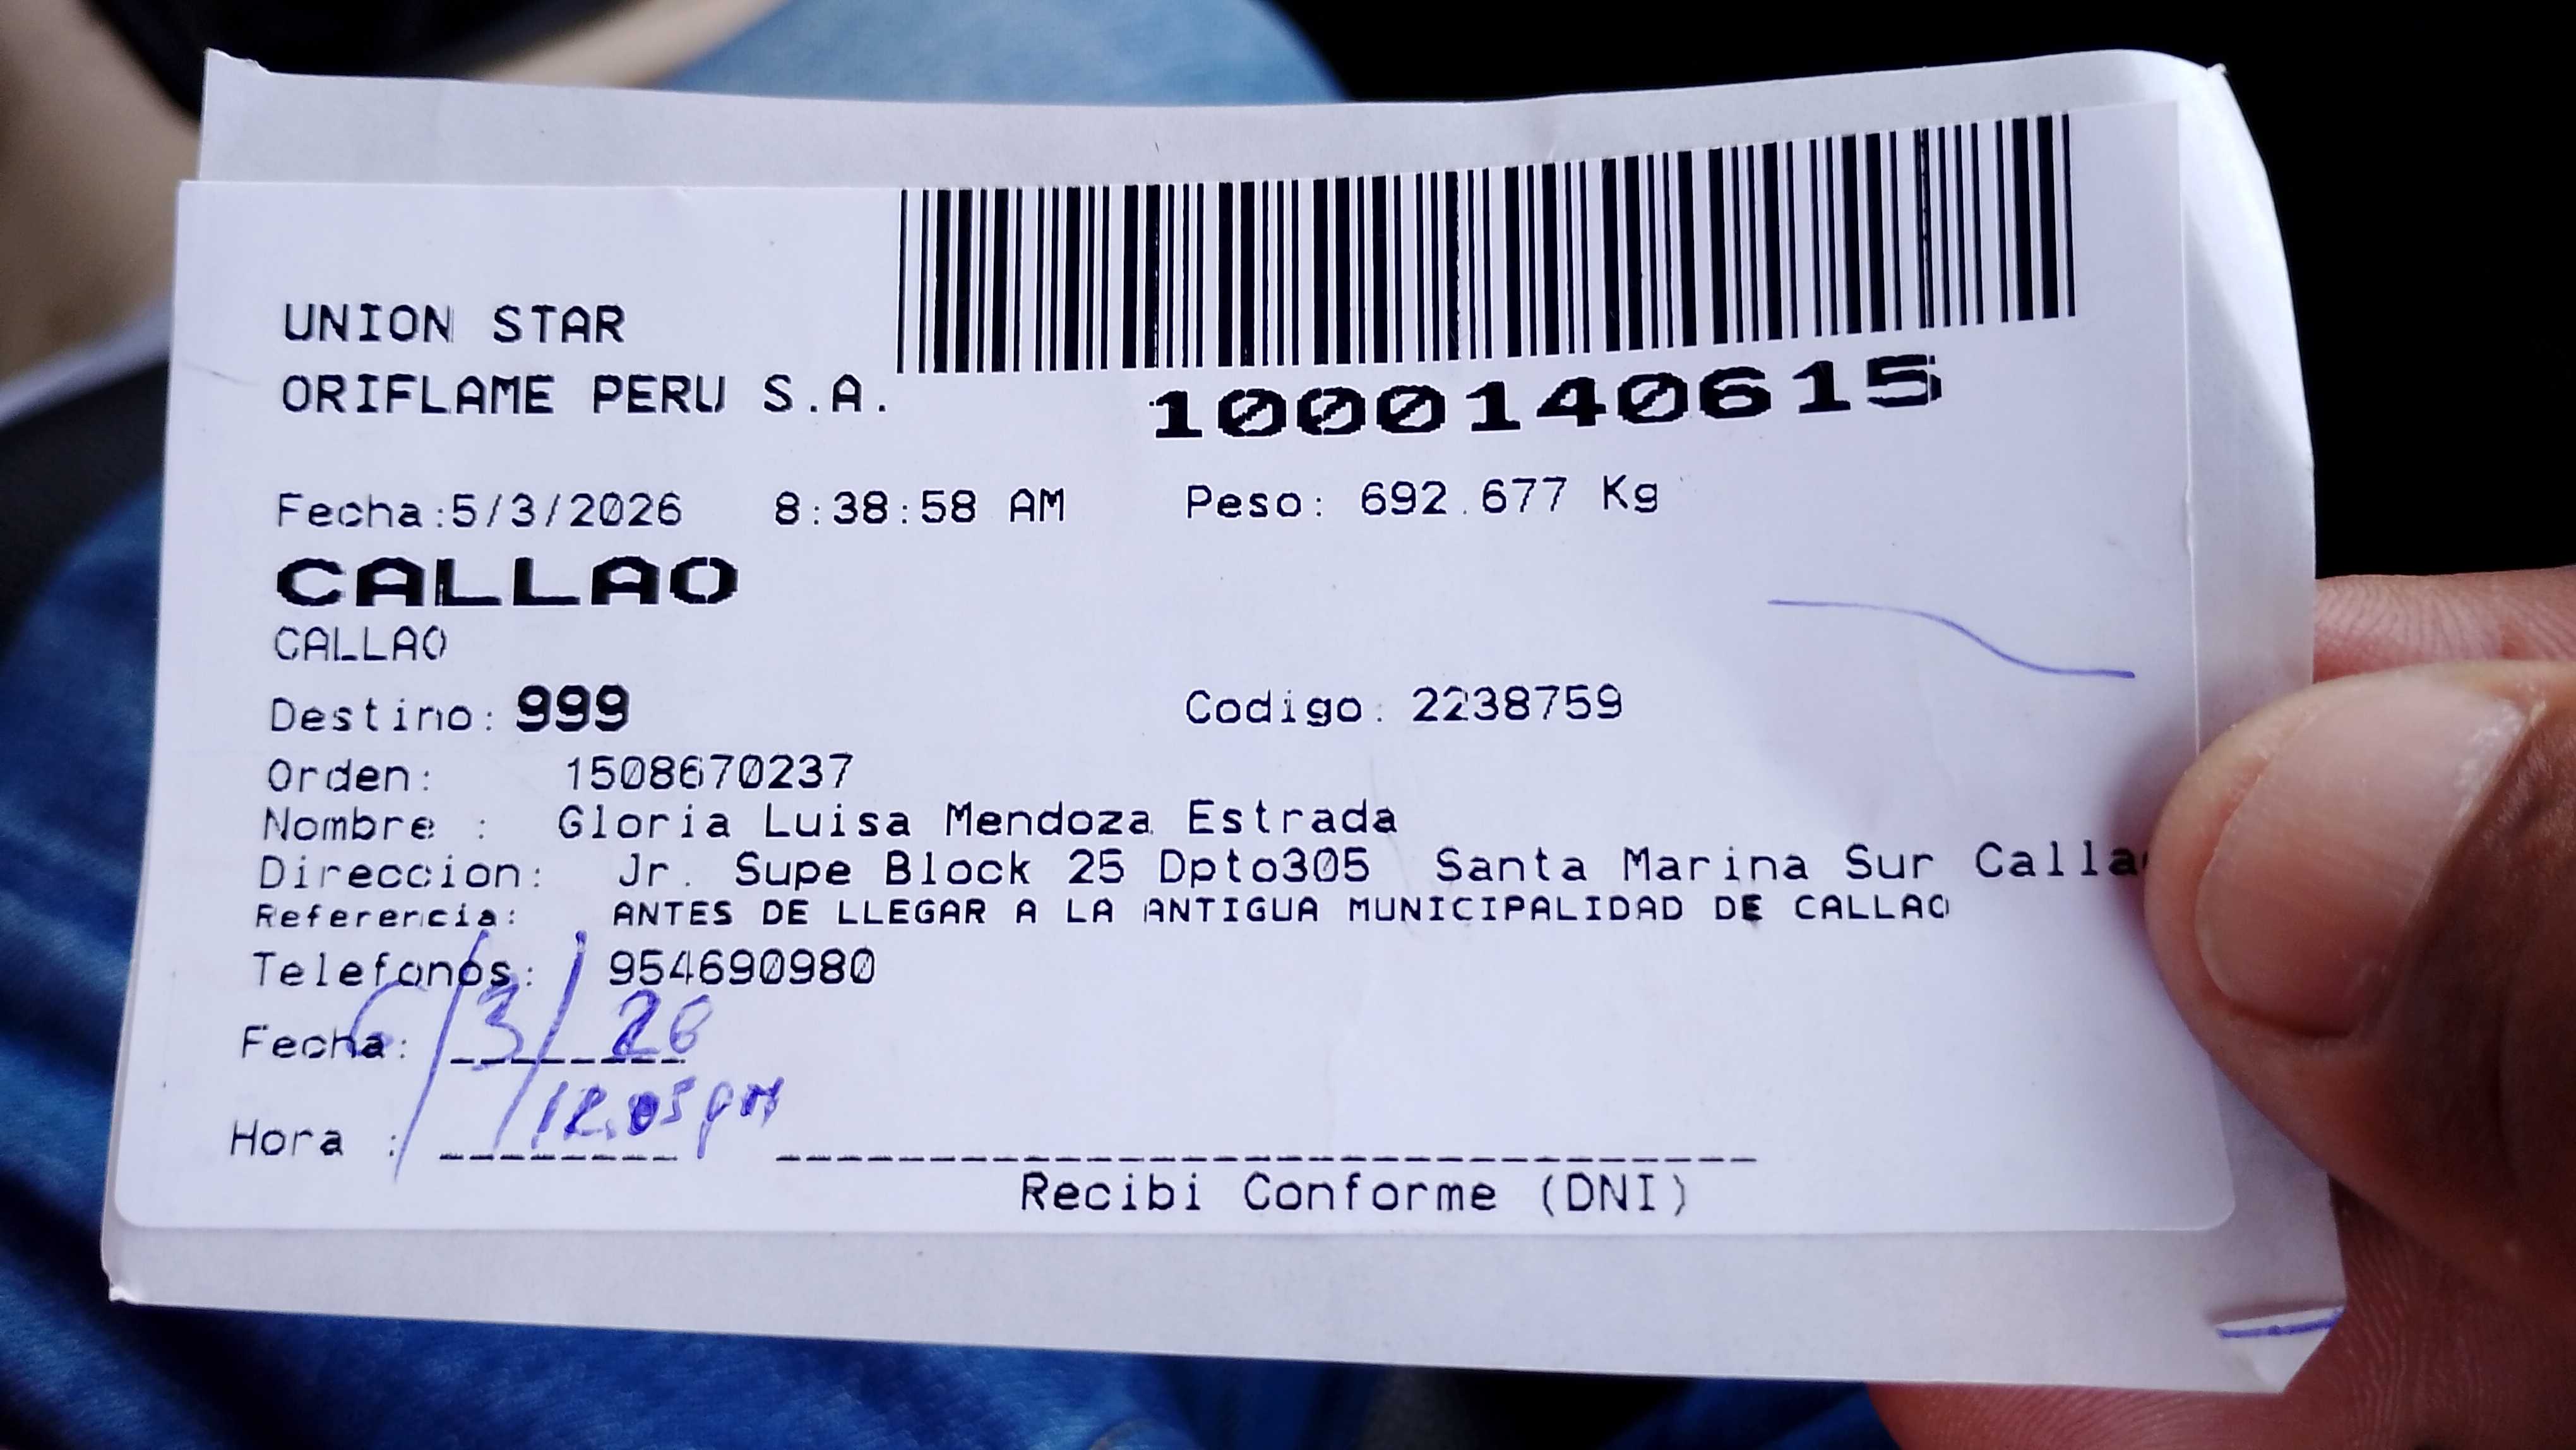 UNION STAR
ORIFLAME PERU S.A.
1000140615
Fecha:5/3/2026 8:38:58 AM Peso: 692.677 Kg
CALLAO
CALLAO
Destino: 999 Codigo: 2238759
Orden: 1508670237
Nombre : Gloria Luisa Mendoza Estrada
Direccion: Jr. Supe Block 25 Dpto305 Santa Marina Sur Calla
Referencia: ANTES DE LLEGAR A LA ANTIGUA MUNICIPALIDAD DE CALLAO
Telefonos: 954690980
Fecha: 6/3/26
Hora : 12.05pm
Recibi Conforme (DNI)